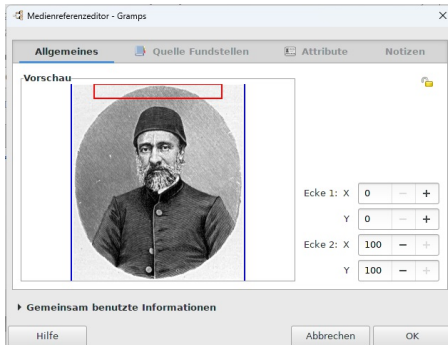 Medienreferenzeditor - Gramps
Allgemeines
Quelle Fundstellen
Attribute
Notizen
Vorschau
Ecke 1: X 0
Y 0
Ecke 2: X 100
Y 100
Gemeinsam benutzte Informationen
Hilfe
Abbrechen
OK